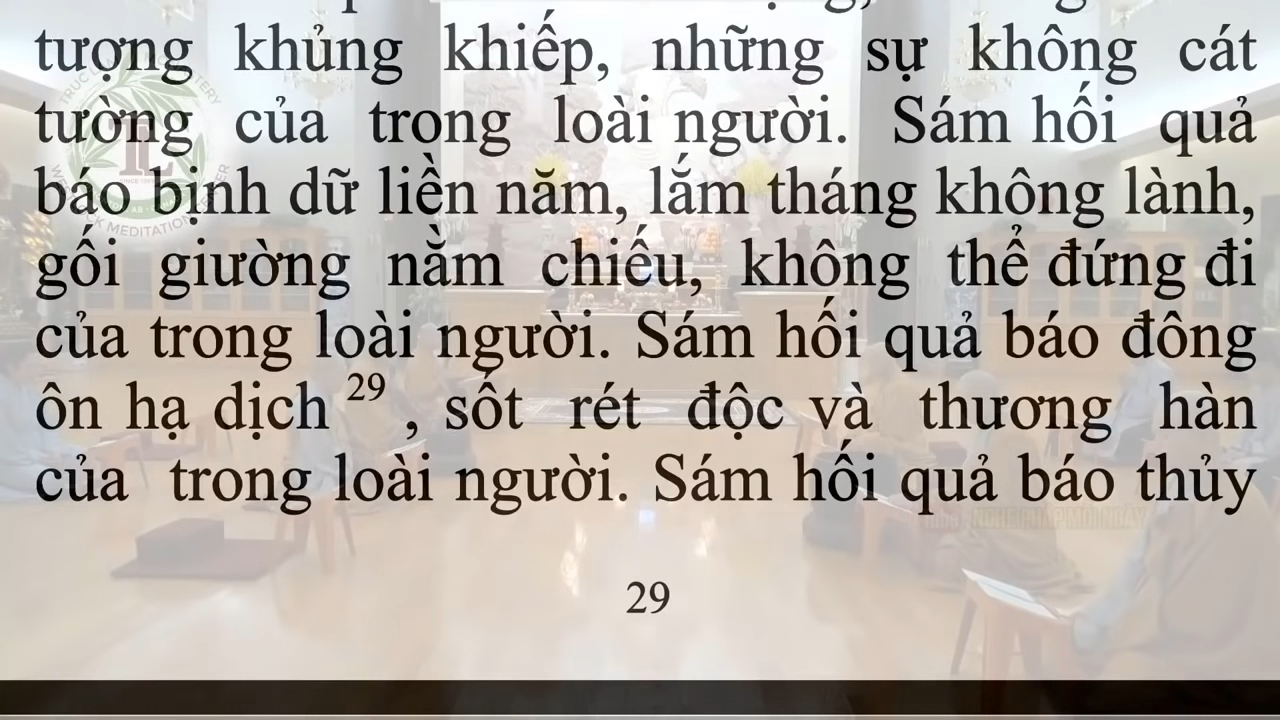 tượng khủng khiếp, những sự không cát
tường của trong loài người. Sám hối quả
báo bịnh dữ liền năm, lắm tháng không lành,
gối giường nằm chiếu, không thể đứng đi
của trong loài người. Sám hối quả báo đông
ôn hạ dịch 29 , sốt rét độc và thương hàn
của trong loài người. Sám hối quả báo thủy
29